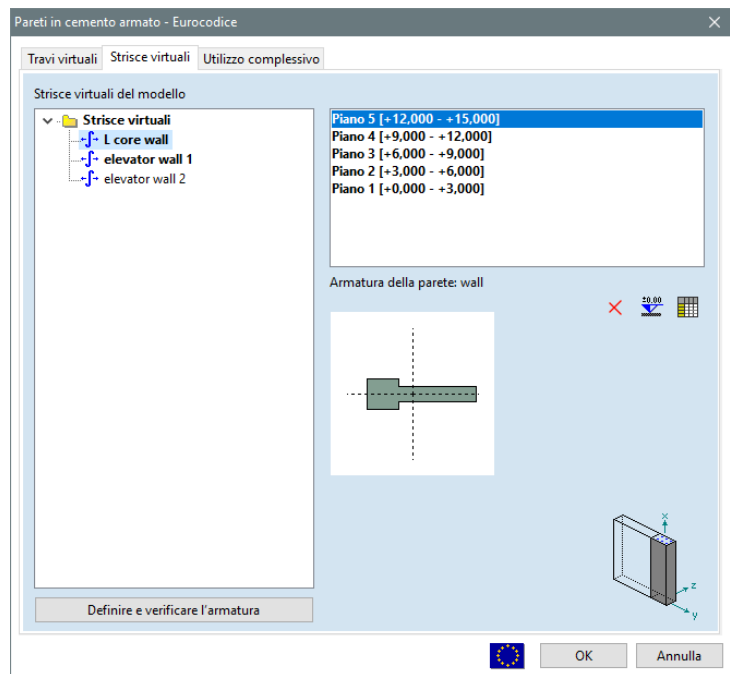 Pareti in cemento armato - Eurocodice
Travi virtuali Strisce virtuali Utilizzo complessivo
Strisce virtuali del modello
Strisce virtuali
L core wall
elevator wall 1
elevator wall 2
Definire e verificare l'armatura
Piano 5 [+12,000 - +15,000]
Piano 4 [+9,000 - +12,000]
Piano 3 [+6,000 - +9,000]
Piano 2 [+3,000 - +6,000]
Piano 1 [+0,000 - +3,000]
Armatura della parete: wall
±0.00
x
z
y
OK Annulla